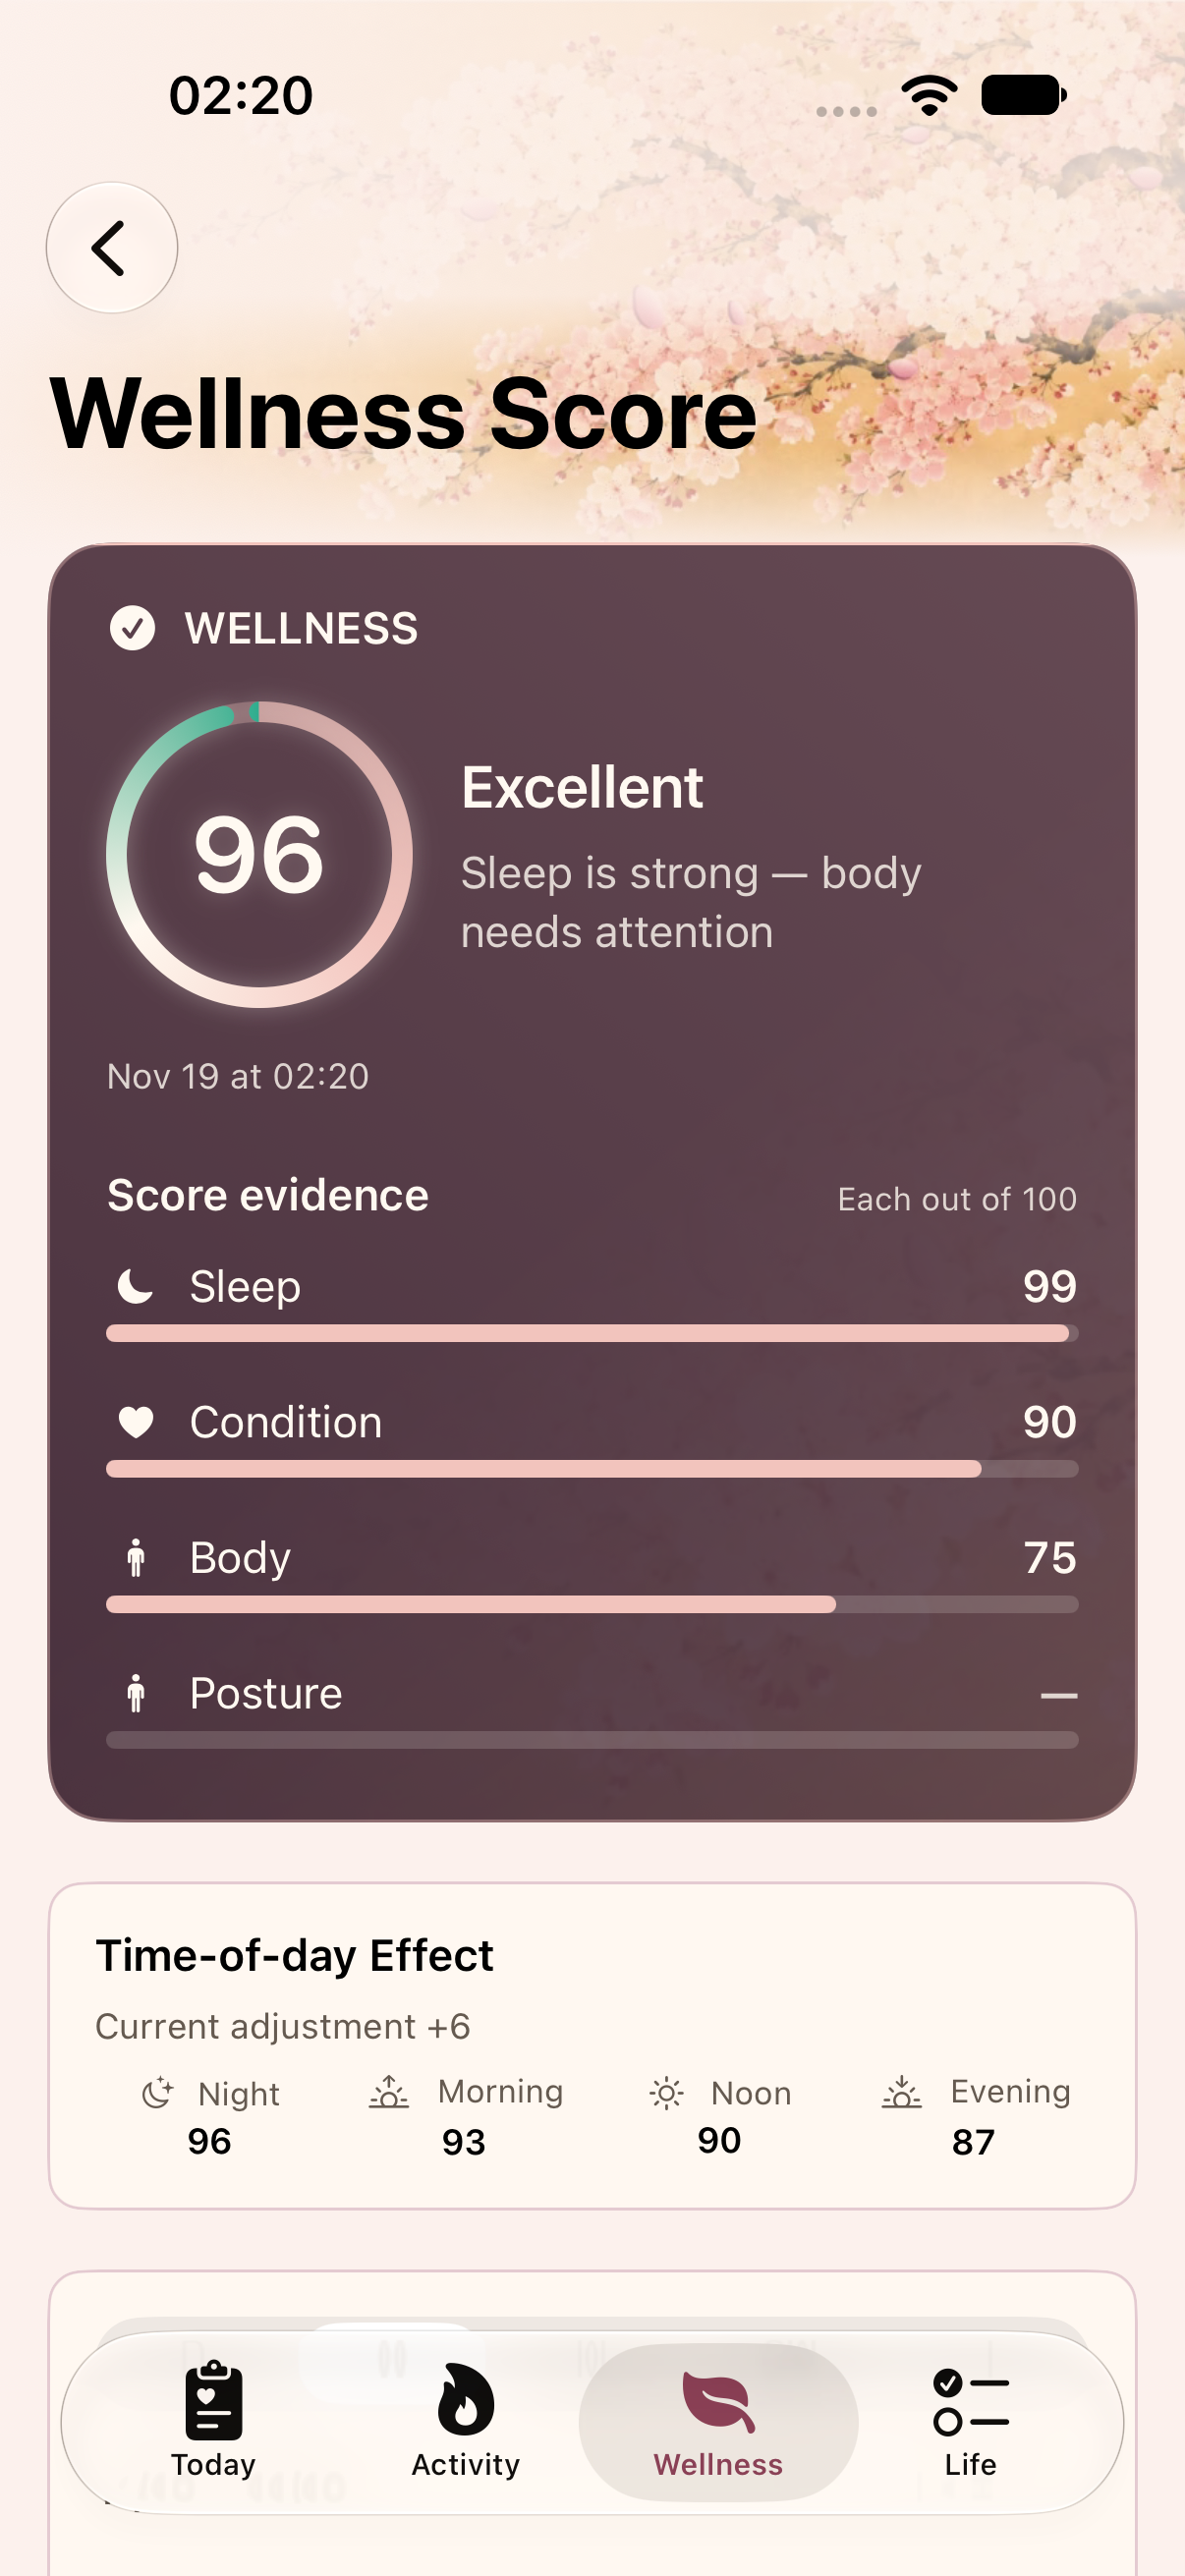 02:20
Wellness Score
WELLNESS
96
Excellent
Sleep is strong — body
needs attention
Nov 19 at 02:20
Score evidence
Each out of 100
Sleep
99
Condition
90
Body
75
Posture
—
Time-of-day Effect
Current adjustment +6
Night
Morning
Noon
Evening
96
93
90
87
Today
Activity
Wellness
Life